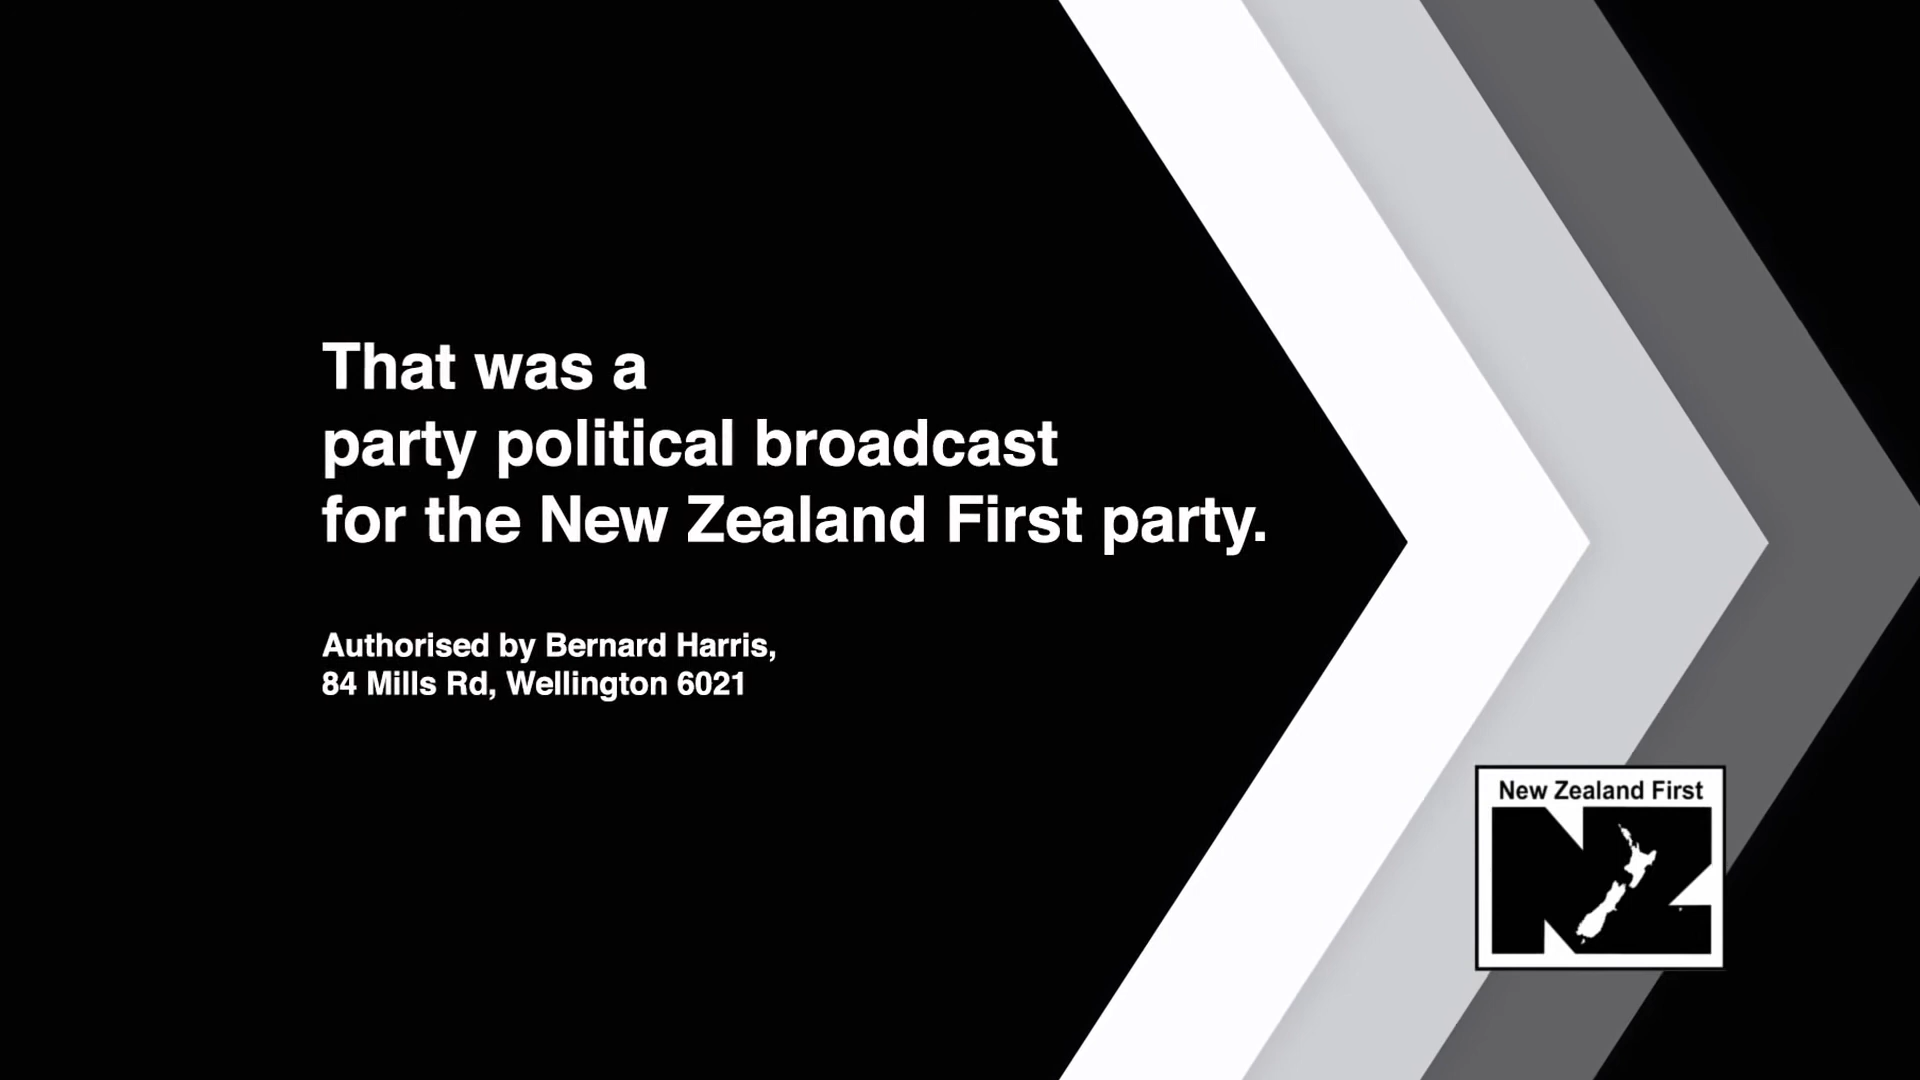 That was a
party political broadcast
for the New Zealand First party.
Authorised by Bernard Harris,
84 Mills Rd, Wellington 6021
New Zealand First
NZ